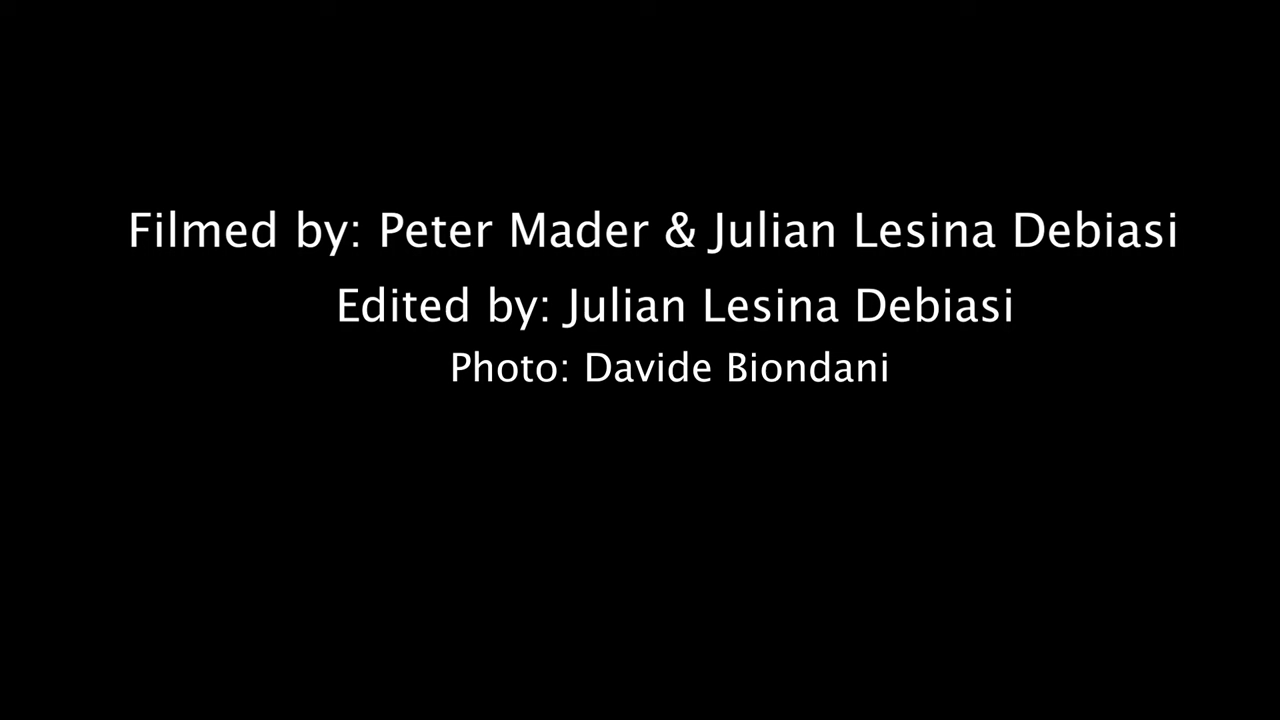 Filmed by: Peter Mader & Julian Lesina Debiasi
Edited by: Julian Lesina Debiasi
Photo: Davide Biondani